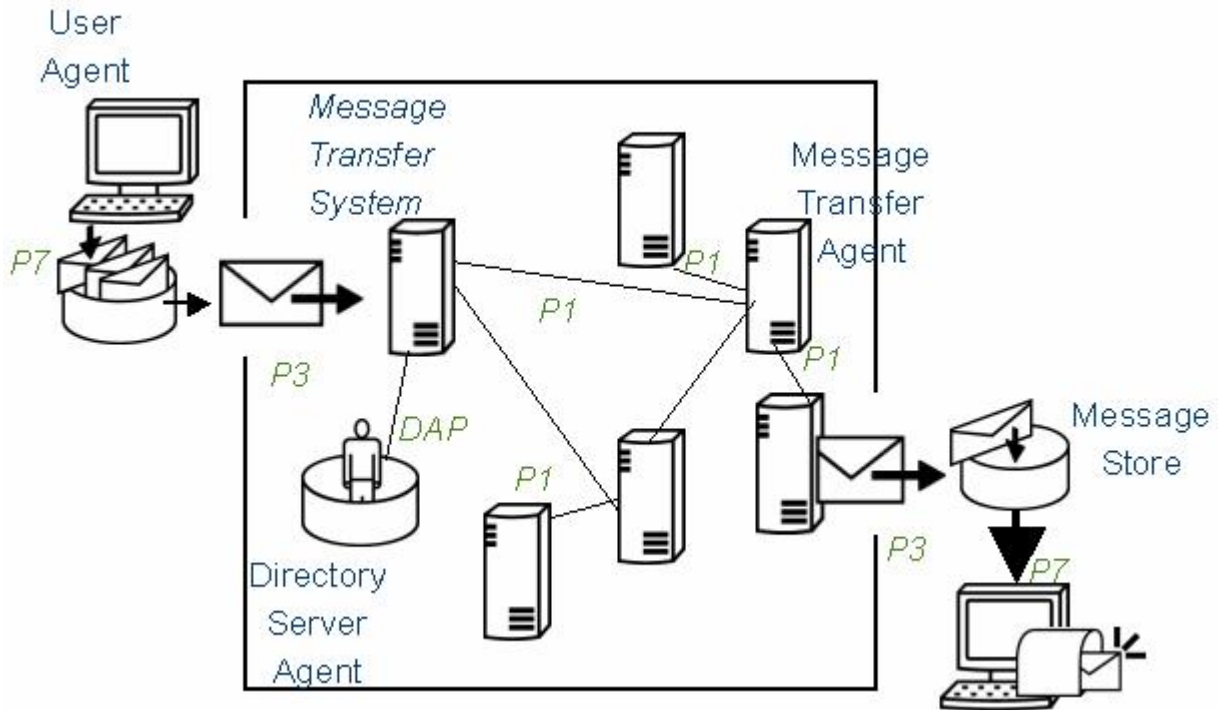 User
Agent
Message
Transfer
System
Message
Transfer
Agent
P7
P1
P1
P3
P1
DAP
Message
Store
P1
P3
P7
Directory
Server
Agent